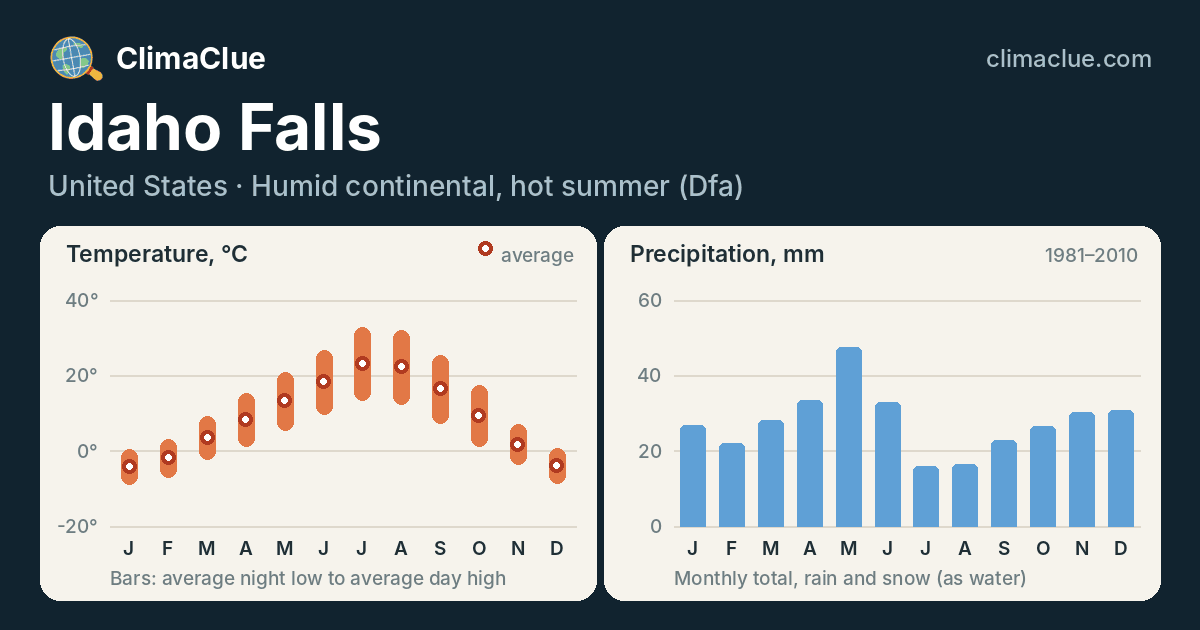 ClimaClue
climaclue.com
Idaho Falls
United States · Humid continental, hot summer (Dfa)
Temperature, °C
average
40°
20°
0°
-20°
J F M A M J J A S O N D
Bars: average night low to average day high
Precipitation, mm
1981–2010
60
40
20
0
J F M A M J J A S O N D
Monthly total, rain and snow (as water)